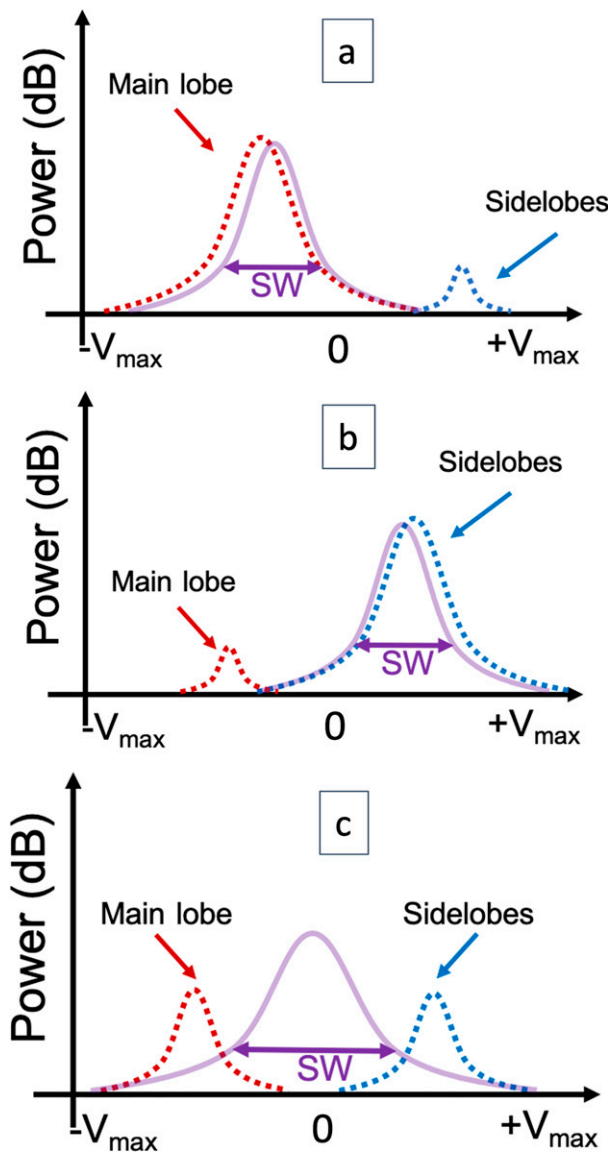 a
Power (dB)
Main lobe
Sidelobes
SW
-Vmax
0
+Vmax
b
Power (dB)
Sidelobes
Main lobe
SW
-Vmax
0
+Vmax
c
Power (dB)
Main lobe
Sidelobes
SW
-Vmax
0
+Vmax